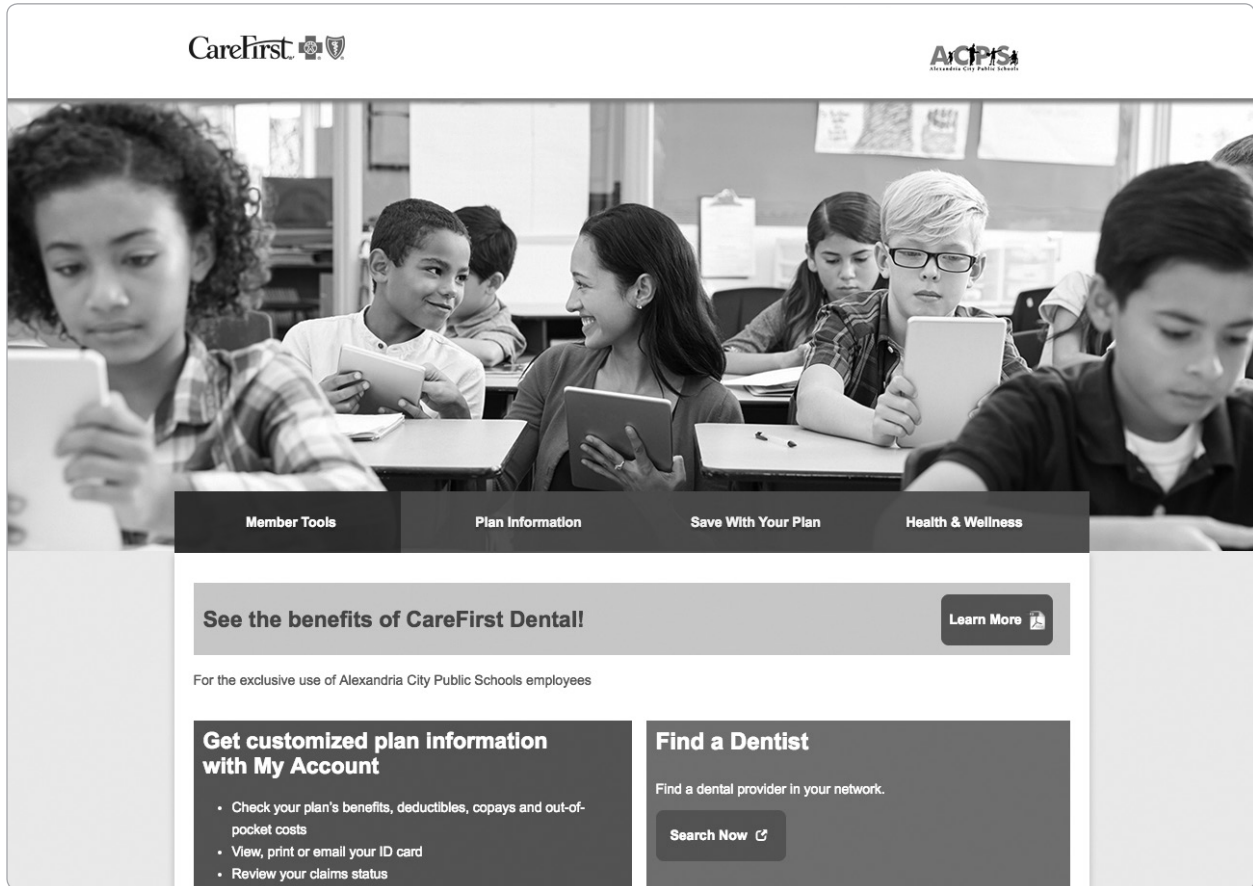 CareFirst
ACPS
Alexandria City Public Schools
Member Tools
Plan Information
Save With Your Plan
Health & Wellness
See the benefits of CareFirst Dental!
Learn More
For the exclusive use of Alexandria City Public Schools employees
Get customized plan information
with My Account
• Check your plan's benefits, deductibles, copays and out-of-
pocket costs
• View, print or email your ID card
• Review your claims status
Find a Dentist
Find a dental provider in your network.
Search Now